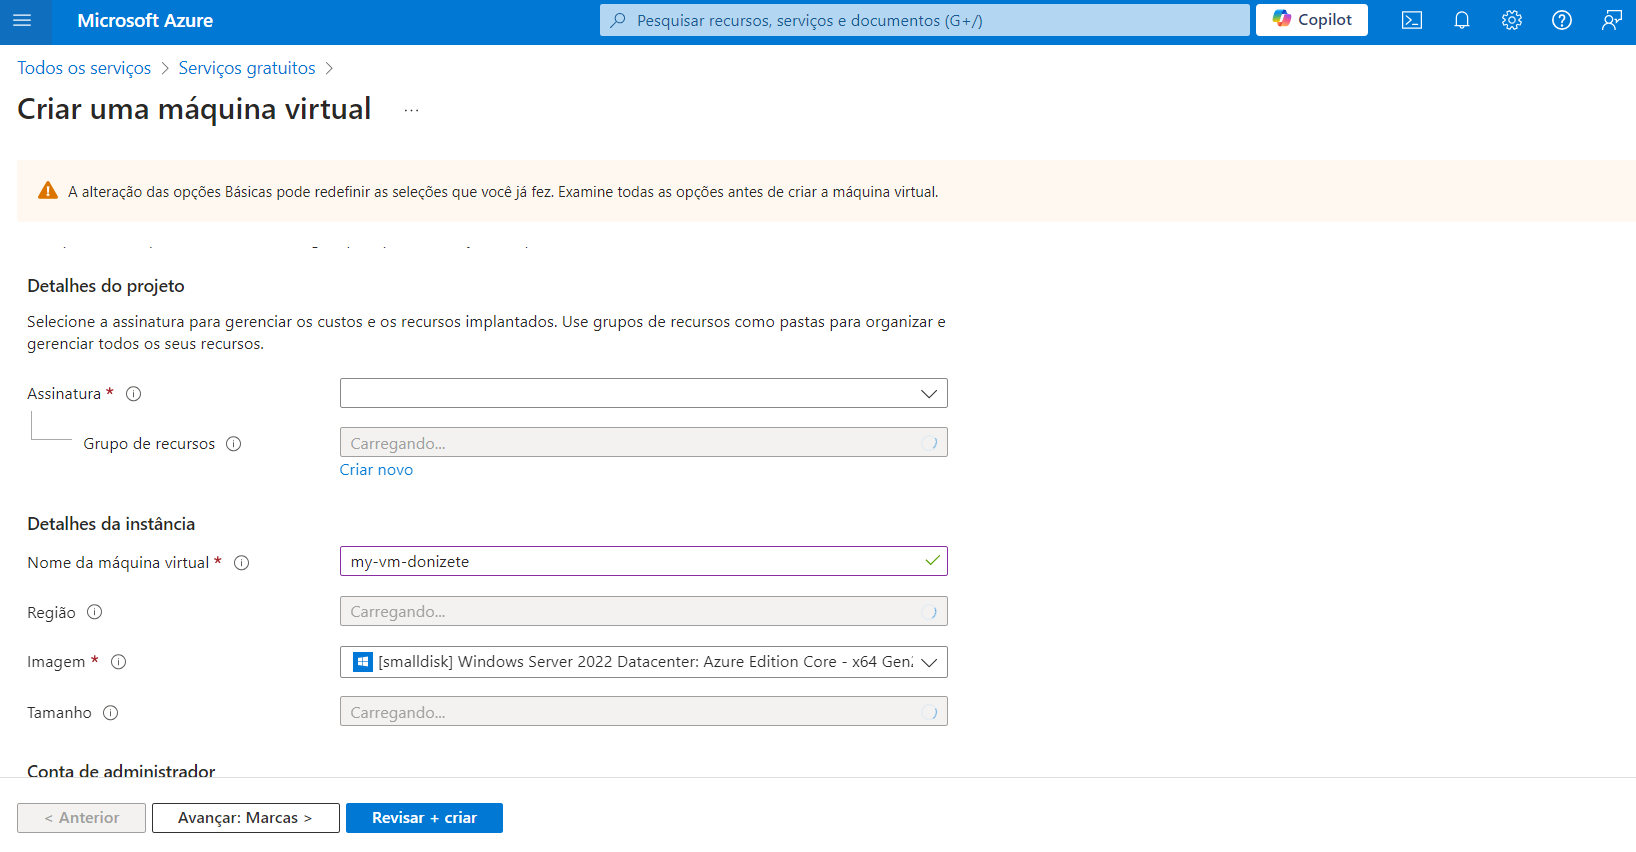 Microsoft Azure
Pesquisar recursos, serviços e documentos (G+/)
Copilot
Todos os serviços > Serviços gratuitos >
Criar uma máquina virtual ...
A alteração das opções Básicas pode redefinir as seleções que você já fez. Examine todas as opções antes de criar a máquina virtual.
Detalhes do projeto
Selecione a assinatura para gerenciar os custos e os recursos implantados. Use grupos de recursos como pastas para organizar e
gerenciar todos os seus recursos.
Assinatura *
Grupo de recursos
Carregando...
Criar novo
Detalhes da instância
Nome da máquina virtual *
my-vm-donizete
Região
Carregando...
Imagem *
[smalldisk] Windows Server 2022 Datacenter: Azure Edition Core - x64 Gen2
Tamanho
Carregando...
Conta de administrador
< Anterior
Avançar: Marcas >
Revisar + criar